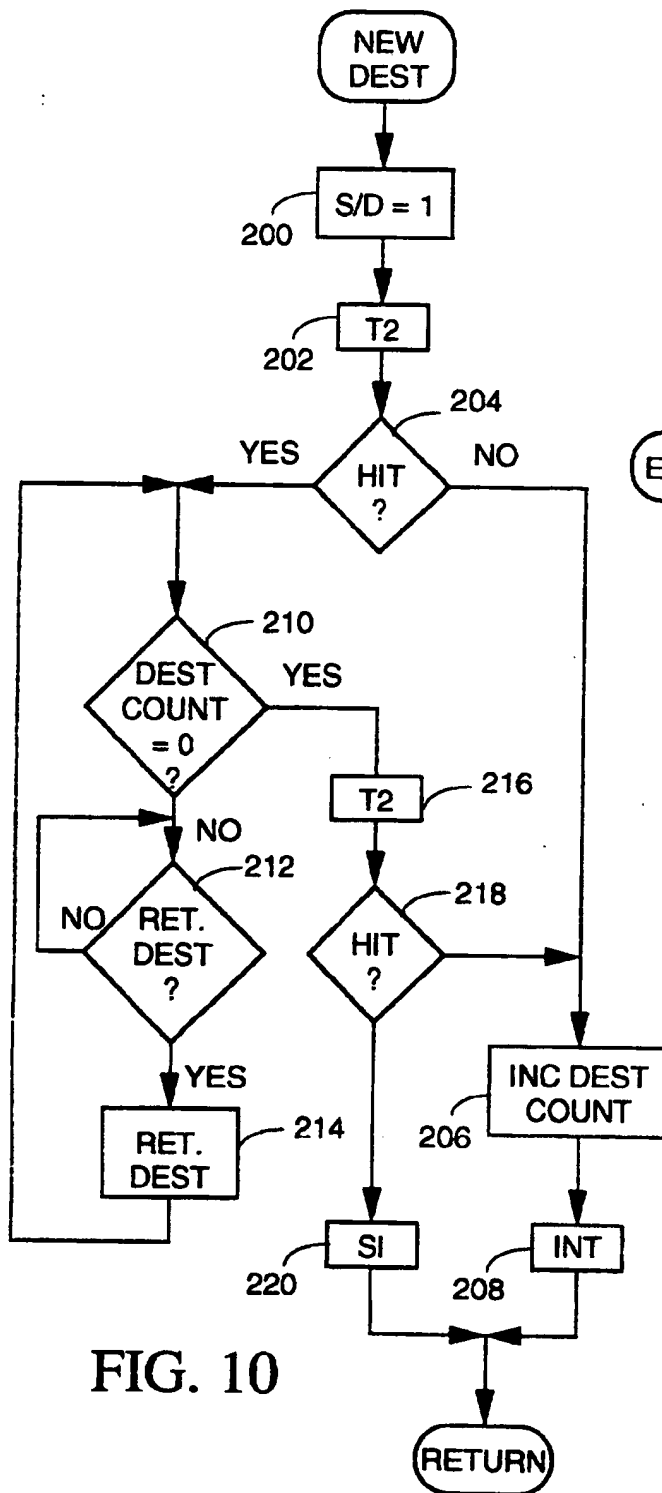 NEW
DEST
S/D = 1
200
T2
202
204
YES
HIT
?
NO
E
210
DEST
COUNT
= 0
?
YES
T2
216
NO
212
NO
RET.
DEST
?
218
HIT
?
YES
INC DEST
COUNT
206
RET.
DEST
214
SI
220
INT
208
FIG. 10
RETURN